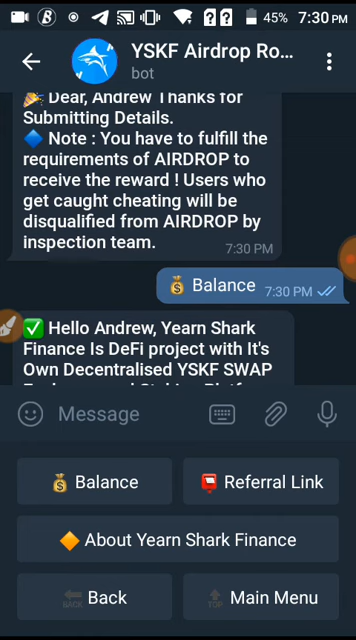 45% 7:30 PM
YSKF Airdrop Ro...
bot
Dear, Andrew Thanks for
Submitting Details.
Note : You have to fulfill the
requirements of AIRDROP to
receive the reward ! Users who
get caught cheating will be
disqualified from AIRDROP by
inspection team.
7:30 PM
Balance 7:30 PM
Hello Andrew, Yearn Shark
Finance Is DeFi project with It's
Own Decentralised YSKF SWAP
Message
Balance
Referral Link
About Yearn Shark Finance
BACK Back
TOP Main Menu